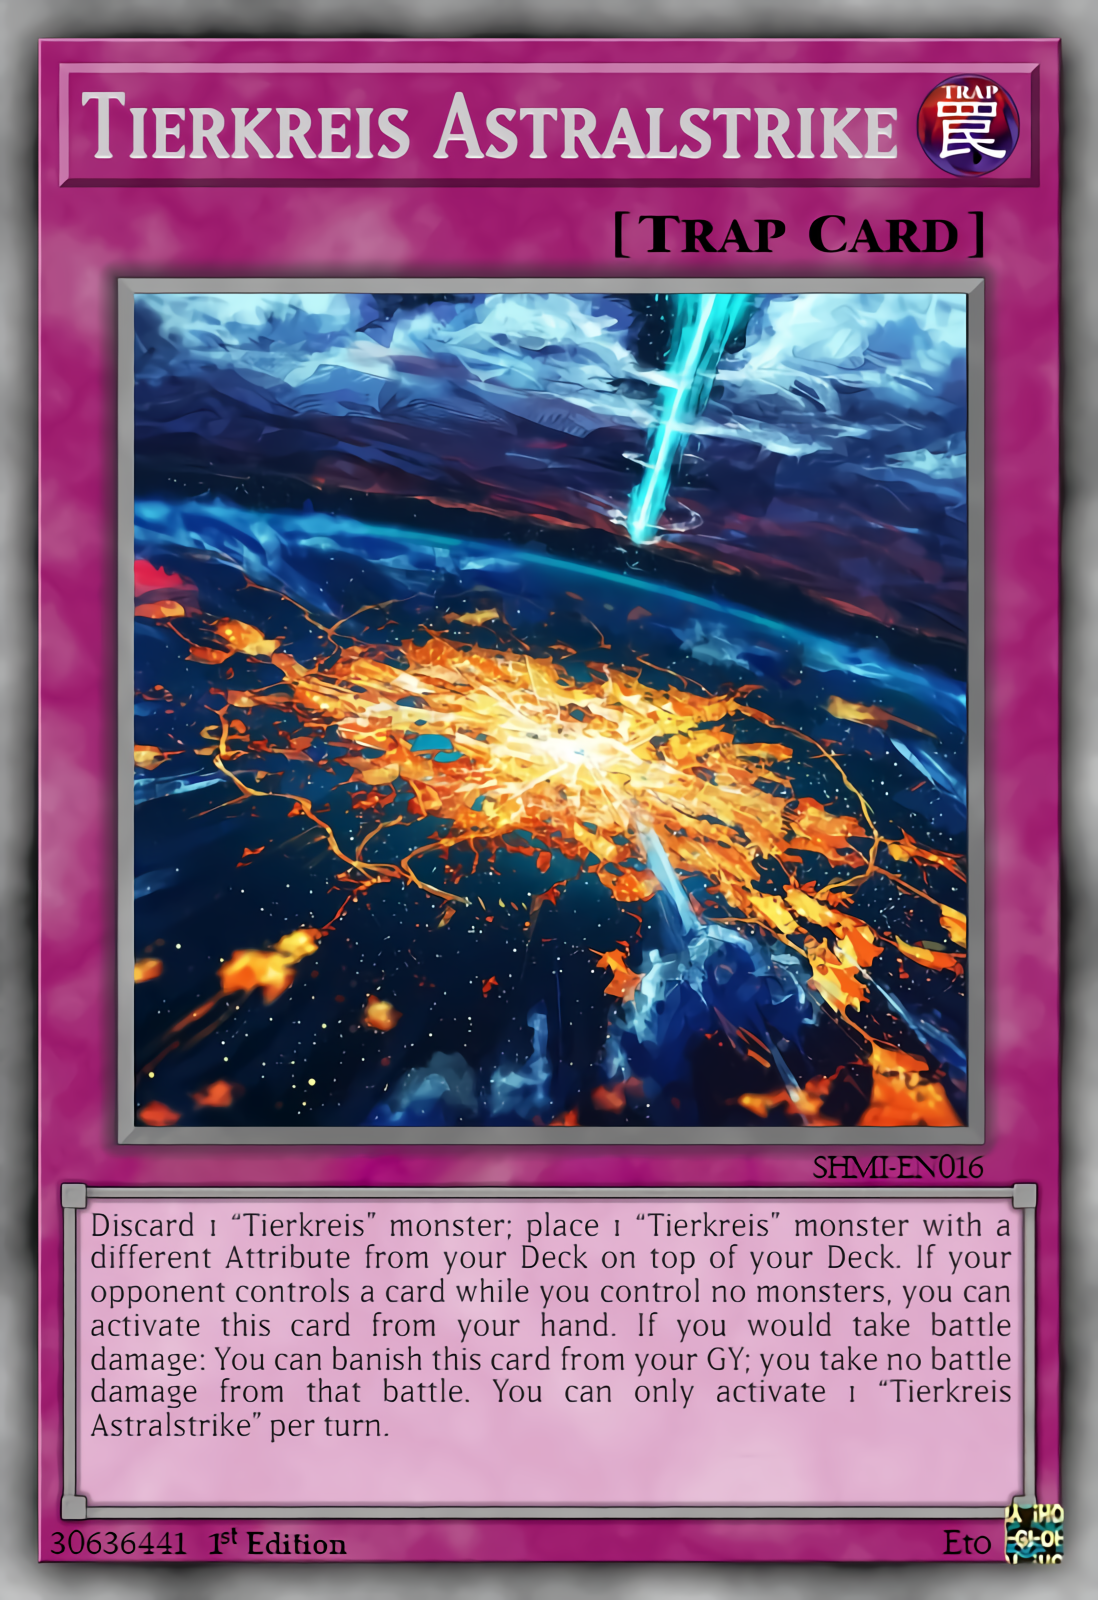 Tierkreis Astralstrike
TRAP
罠
[Trap Card]
SHMI-EN016
Discard 1 “Tierkreis” monster; place 1 “Tierkreis” monster with a
different Attribute from your Deck on top of your Deck. If your
opponent controls a card while you control no monsters, you can
activate this card from your hand. If you would take battle
damage: You can banish this card from your GY; you take no battle
damage from that battle. You can only activate 1 “Tierkreis
Astralstrike” per turn.
30636441 1st Edition
Eto